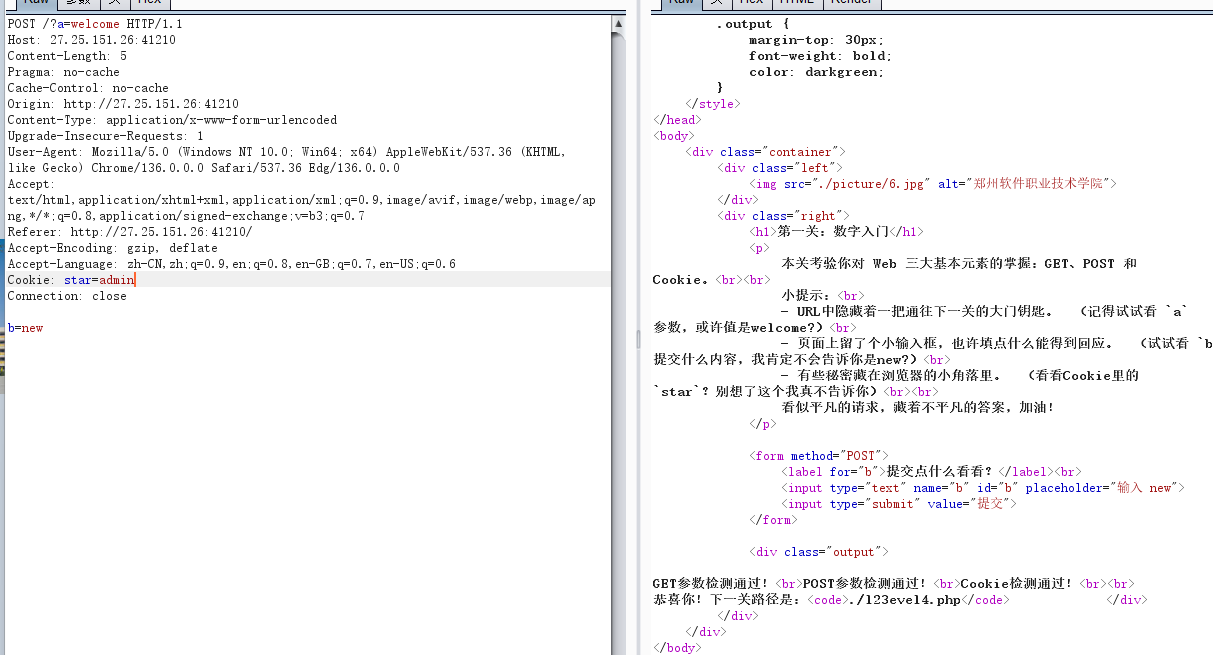 Raw 参数 头 Hex
POST /?a=welcome HTTP/1.1
Host: 27.25.151.26:41210
Content-Length: 5
Pragma: no-cache
Cache-Control: no-cache
Origin: http://27.25.151.26:41210
Content-Type: application/x-www-form-urlencoded
Upgrade-Insecure-Requests: 1
User-Agent: Mozilla/5.0 (Windows NT 10.0; Win64; x64) AppleWebKit/537.36 (KHTML,
like Gecko) Chrome/136.0.0.0 Safari/537.36 Edg/136.0.0.0
Accept:
text/html,application/xhtml+xml,application/xml;q=0.9,image/avif,image/webp,image/ap
ng,*/*;q=0.8,application/signed-exchange;v=b3;q=0.7
Referer: http://27.25.151.26:41210/
Accept-Encoding: gzip, deflate
Accept-Language: zh-CN,zh;q=0.9,en;q=0.8,en-GB;q=0.7,en-US;q=0.6
Cookie: star=admin
Connection: close
b=new
Raw 头 Hex HTML Render
.output {
margin-top: 30px;
font-weight: bold;
color: darkgreen;
}
</style>
</head>
<body>
<div class="container">
<div class="left">
<img src="./picture/6.jpg" alt="郑州软件职业技术学院">
</div>
<div class="right">
<h1>第一关：数字入门</h1>
<p>
本关考验你对 Web 三大基本元素的掌握：GET、POST 和
Cookie。<br><br>
小提示：<br>
- URL中隐藏着一把通往下一关的大门钥匙。 （记得试试看 `a`
参数，或许值是welcome?）<br>
- 页面上留了个小输入框，也许填点什么能得到回应。 （试试看 `b
提交什么内容，我肯定不会告诉你是new?）<br>
- 有些秘密藏在浏览器的小角落里。 （看看Cookie里的
`star`？别想了这个我真不告诉你）<br><br>
看似平凡的请求，藏着不平凡的答案，加油！
</p>
<form method="POST">
<label for="b">提交点什么看看？</label><br>
<input type="text" name="b" id="b" placeholder="输入 new">
<input type="submit" value="提交">
</form>
<div class="output">
GET参数检测通过！<br>POST参数检测通过！<br>Cookie检测通过！<br><br>
恭喜你！下一关路径是：<code>./l23evel4.php</code> </div>
</div>
</div>
</body>